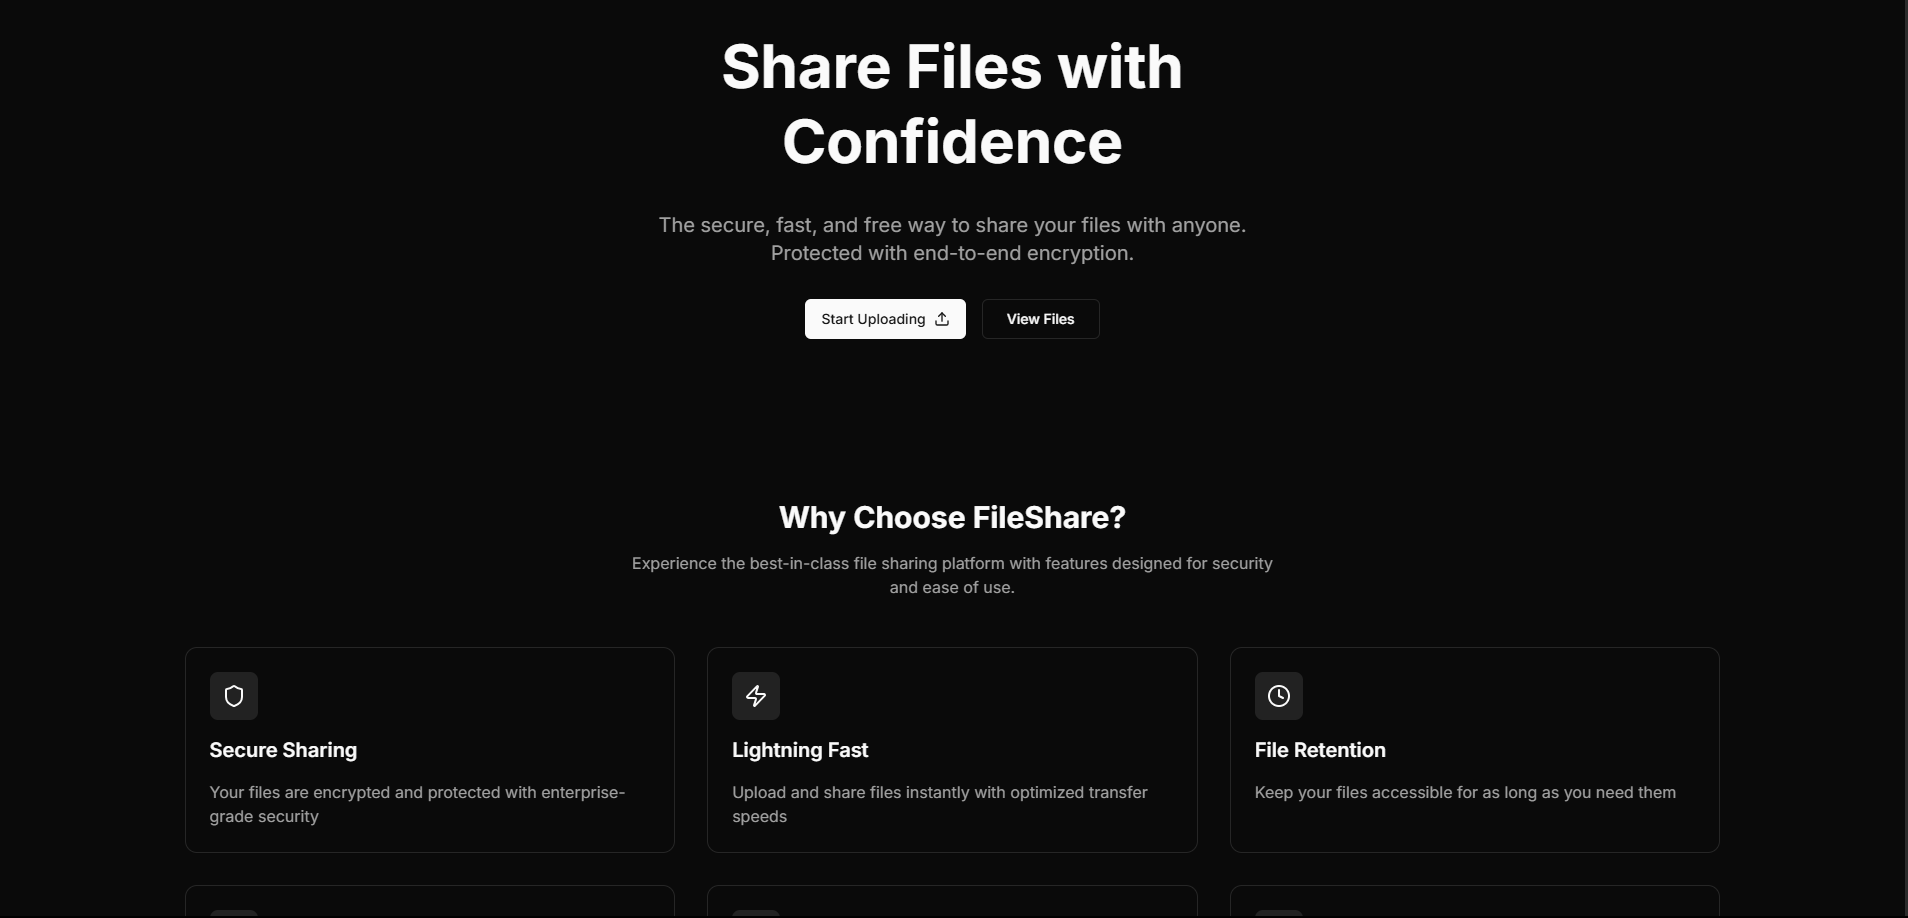 Share Files with
Confidence
The secure, fast, and free way to share your files with anyone.
Protected with end-to-end encryption.
Start Uploading
View Files
Why Choose FileShare?
Experience the best-in-class file sharing platform with features designed for security
and ease of use.
Secure Sharing
Your files are encrypted and protected with enterprise-
grade security
Lightning Fast
Upload and share files instantly with optimized transfer
speeds
File Retention
Keep your files accessible for as long as you need them